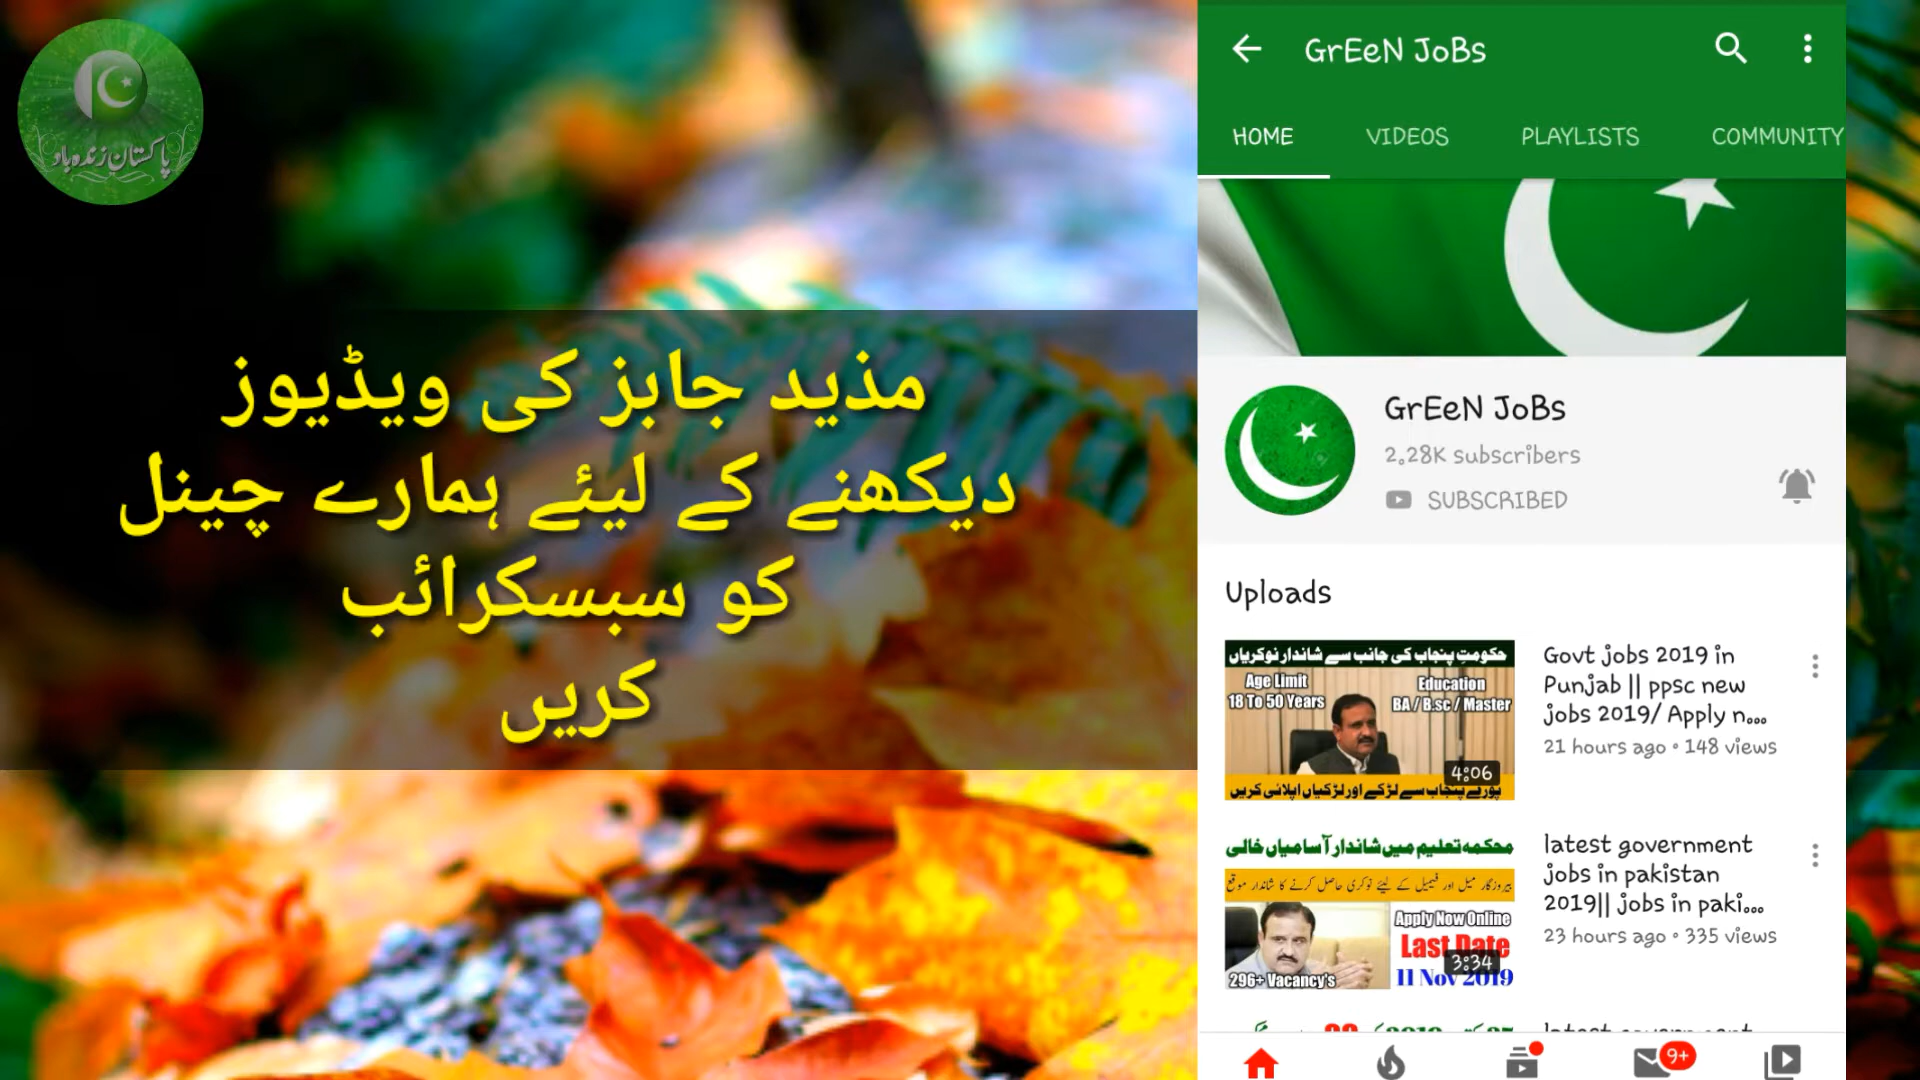 پاکستان زندہ باد
مذید جابز کی ویڈیوز
دیکھنے کے لیئے ہمارے چینل
کو سبسکرائب
کریں
GrEeN JoBs
HOME VIDEOS PLAYLISTS COMMUNITY
GrEeN JoBs
2.28K subscribers
SUBSCRIBED
Uploads
حکومتِ پنجاب کی جانب سے شاندار نوکریاں
Age Limit
18 To 50 Years
Education
BA / B.sc / Master
4:06
پورے پنجاب سے لڑکے اور لڑکیاں اپلائی کریں
Govt jobs 2019 in
Punjab || ppsc new
jobs 2019/ Apply n...
21 hours ago • 148 views
محکمہ تعلیم میں شاندار آسامیاں خالی
بیروزگار میل اور فیمیل کے لیئے نوکری حاصل کرنے کا شاندار موقع
Apply Now Online
Last Date
3:34
11 Nov 2019
296+ Vacancy's
latest government
jobs in pakistan
2019|| jobs in paki...
23 hours ago • 335 views
latest government
9+